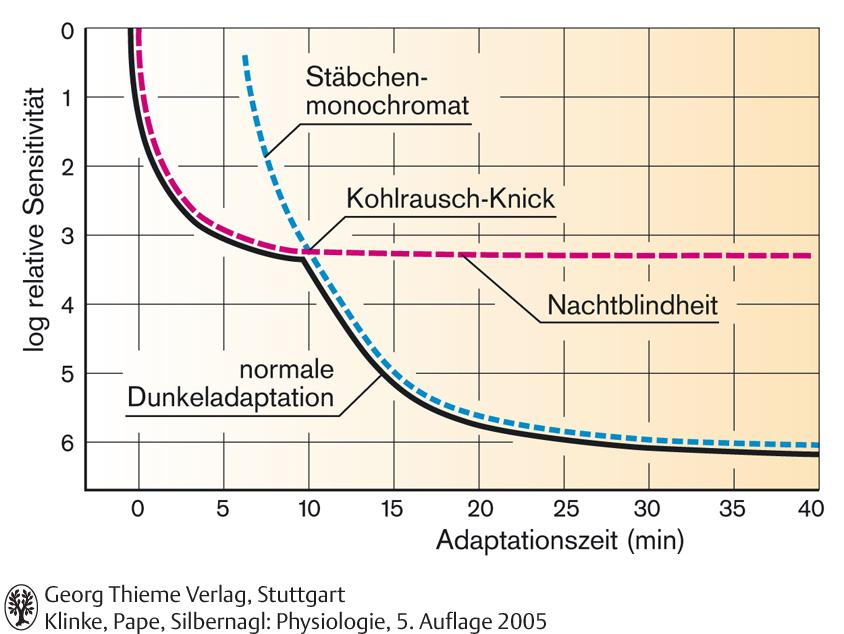 0
1
2
3
4
5
6
log relative Sensitivität
Stäbchen-
monochromat
Kohlrausch-Knick
Nachtblindheit
normale
Dunkeladaptation
0 5 10 15 20 25 30 35 40
Adaptationszeit (min)
Georg Thieme Verlag, Stuttgart
Klinke, Pape, Silbernagl: Physiologie, 5. Auflage 2005